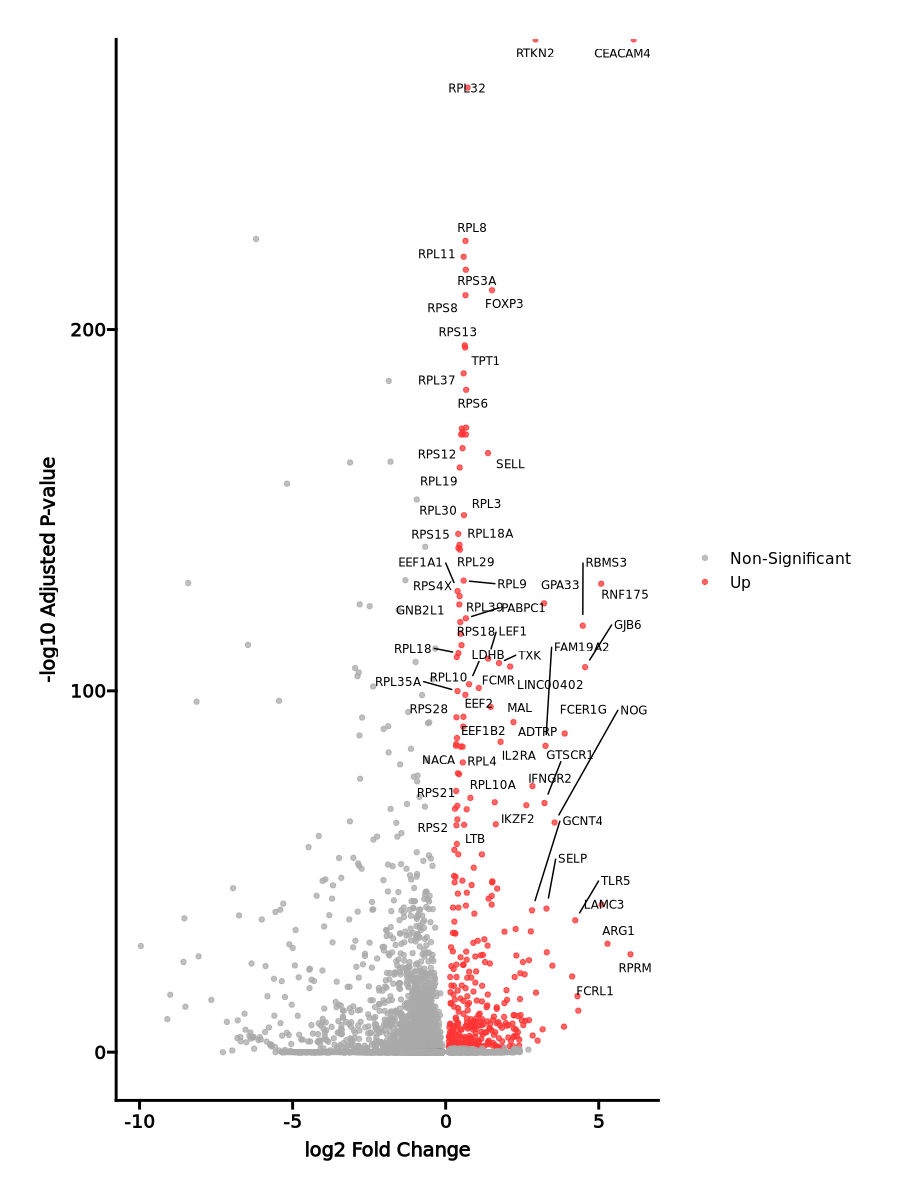 RTKN2 CEACAM4
RPL32
RPL8
RPL11
RPS3A
RPS8 FOXP3
200
RPS13
TPT1
RPL37
RPS6
RPS12
SELL
RPL19
RPL3
RPL30
RPS15 RPL18A
EEF1A1 RPL29 RBMS3
RPS4X RPL9 GPA33
RNF175
GNB2L1 RPL39 PABPC1
RPS18 LEF1 GJB6
RPL18 LDHB TXK FAM19A2
RPL35A RPL10 FCMR LINC00402
100
RPS28 EEF2 MAL FCER1G NOG
EEF1B2 ADTRP
NACA RPL4 IL2RA GTSCR1
RPS21 RPL10A IFNGR2
RPS2 IKZF2 GCNT4
LTB
SELP
TLR5
LAMC3
ARG1
RPRM
FCRL1
0
-10 -5 0 5
log2 Fold Change
-log10 Adjusted P-value
Non-Significant
Up